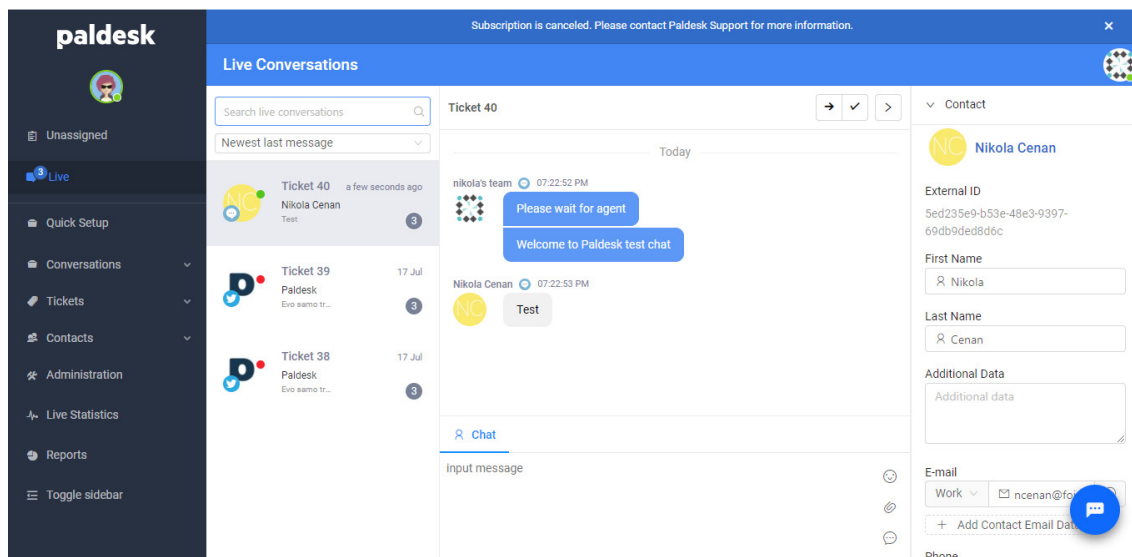 paldesk
Subscription is canceled. Please contact Paldesk Support for more information.
Live Conversations
Unassigned
3
Live
Quick Setup
Conversations
Tickets
Contacts
Administration
Live Statistics
Reports
Toggle sidebar
Search live conversations
Newest last message
NC
Ticket 40 a few seconds ago
Nikola Cenan
Test 3
Ticket 39 17 Jul
Paldesk
Evo samo tr... 3
Ticket 38 17 Jul
Paldesk
Evo samo tr... 3
Ticket 40
Today
nikola's team 07:22:52 PM
Please wait for agent
Welcome to Paldesk test chat
Nikola Cenan 07:22:53 PM
NC Test
Chat
input message
Contact
NC Nikola Cenan
External ID
5ed235e9-b53e-48e3-9397-
69db9ded8d6c
First Name
Nikola
Last Name
Cenan
Additional Data
Additional data
E-mail
Work ncenan@foi
+ Add Contact Email Dat
Phone